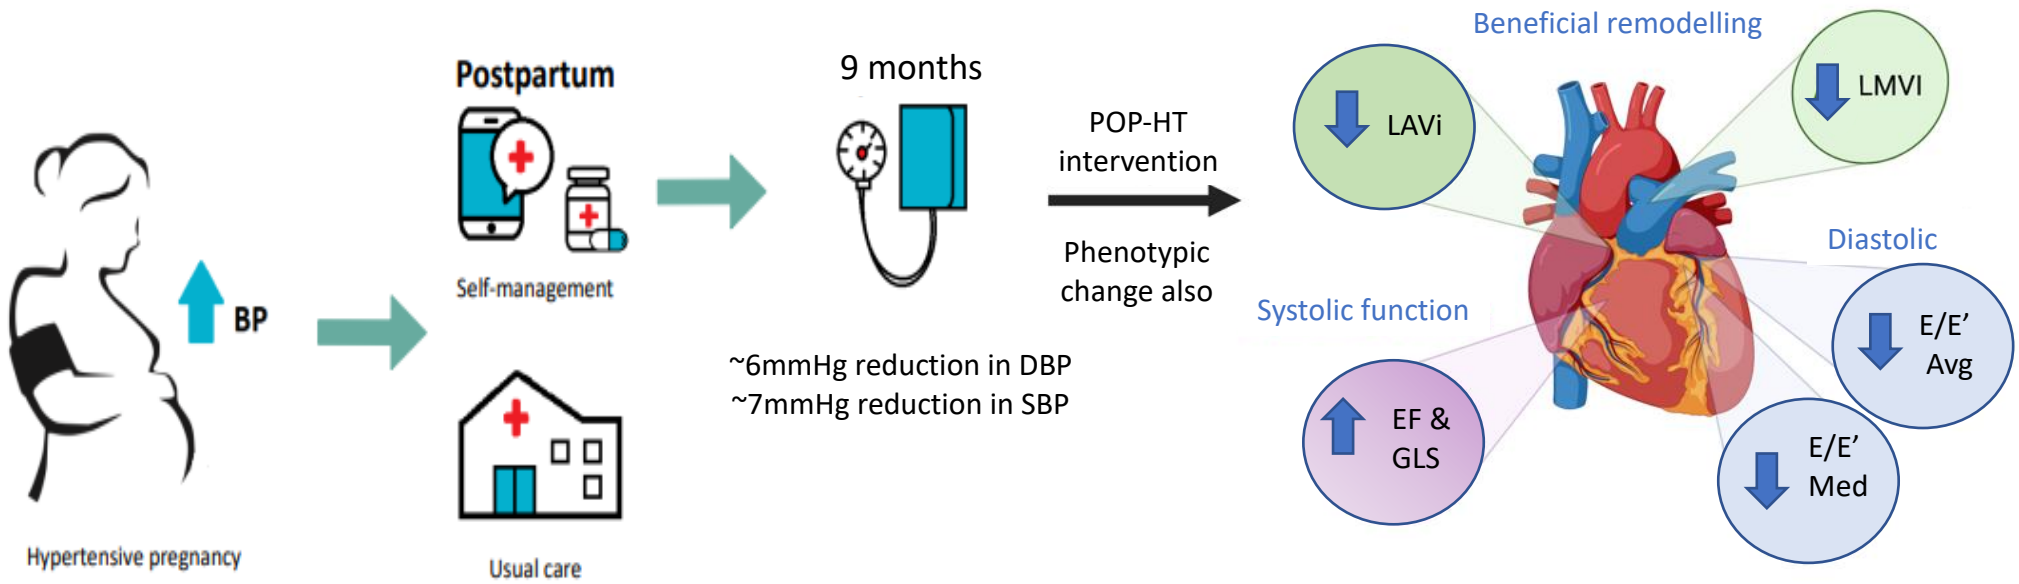 BP
Hypertensive pregnancy
Postpartum
Self-management
Usual care
9 months
~6mmHg reduction in DBP
~7mmHg reduction in SBP
POP-HT
intervention
Phenotypic
change also
Beneficial remodelling
LAVi
LMVI
Diastolic
E/E’
Avg
E/E’
Med
Systolic function
EF &
GLS